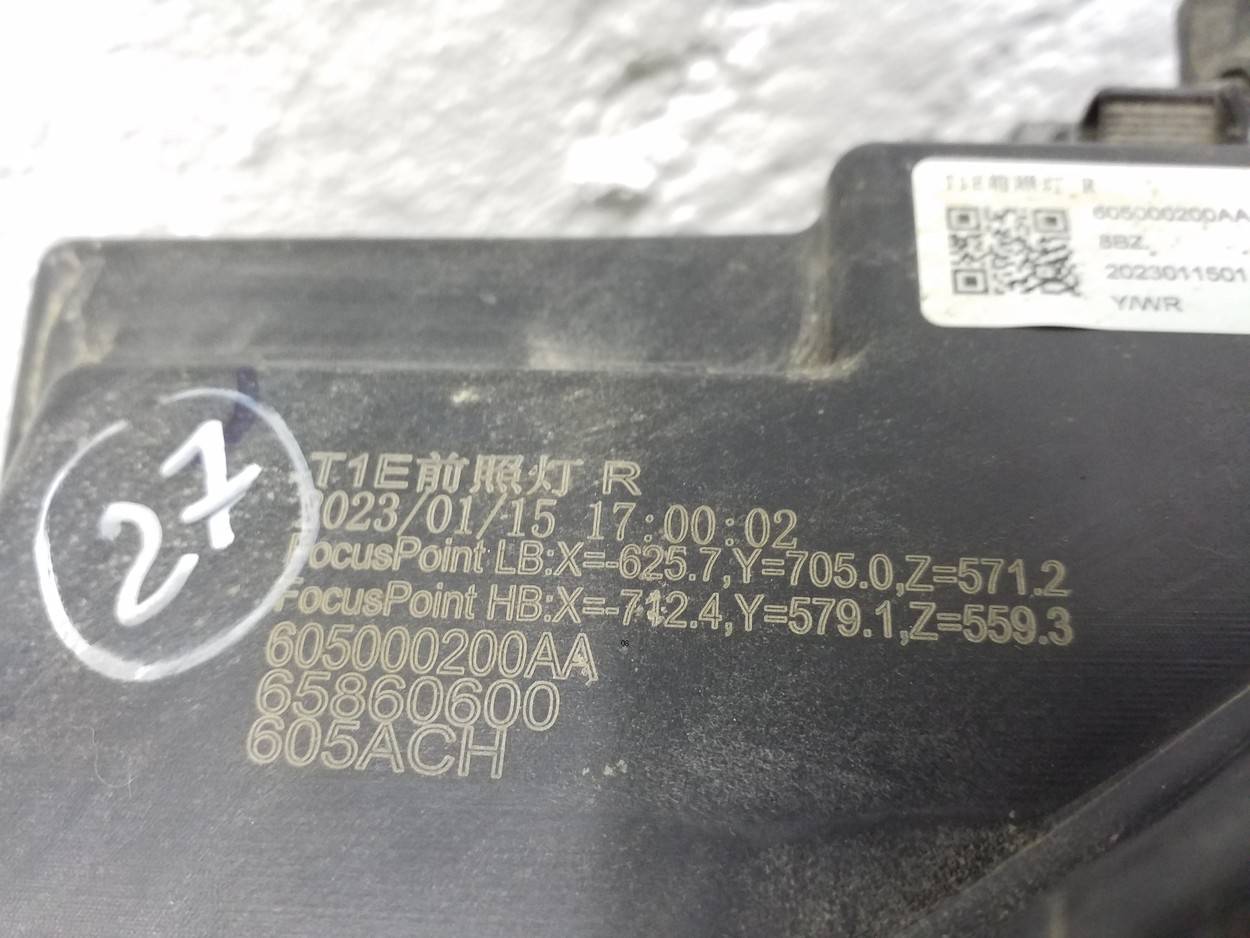 T1E前照灯 R
605000200AA
8BZ
2023011501
Y/WR
27
T1E前照灯 R
2023/01/15 17:00:02
FocusPoint LB:X=-625.7,Y=705.0,Z=571.2
FocusPoint HB:X=-712.4,Y=579.1,Z=559.3
605000200AA
65860600
605ACH